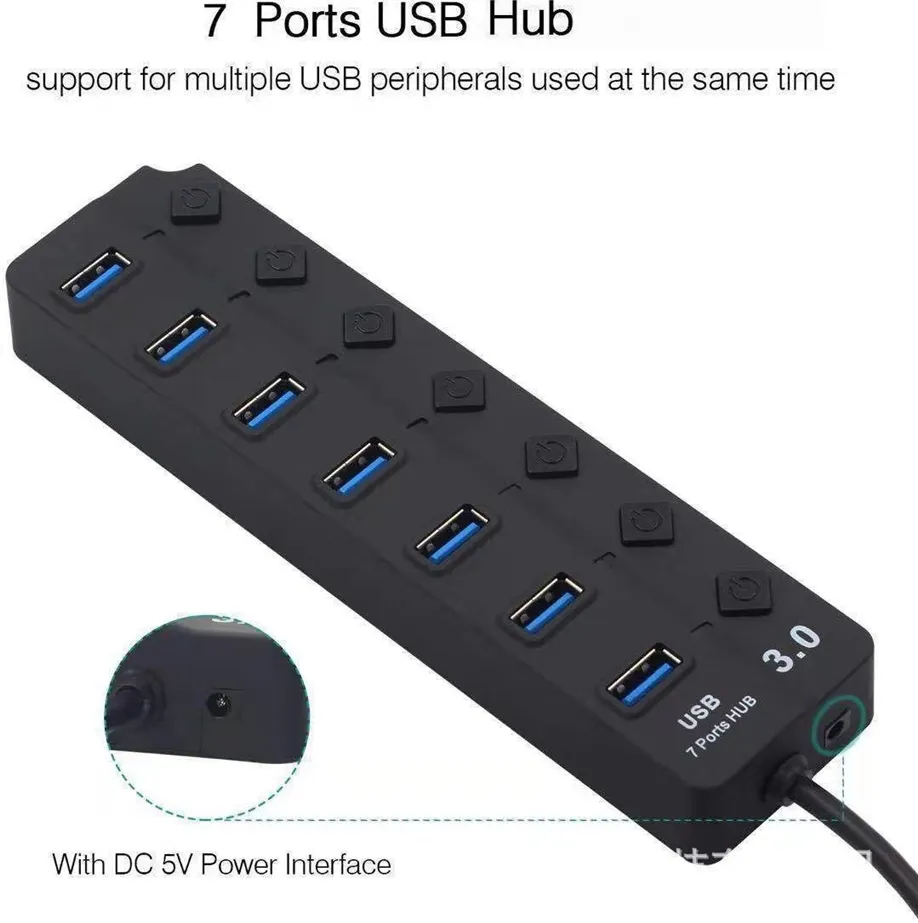 7 Ports USB Hub
support for multiple USB peripherals used at the same time
3.0
USB
7 Ports HUB
With DC 5V Power Interface